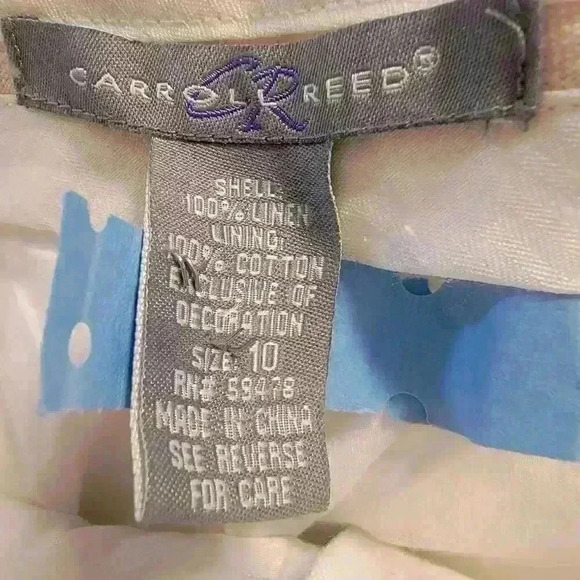 CARROLL REED®
CR
SHELL:
100% LINEN
LINING:
100% COTTON
EXCLUSIVE OF
DECORATION
SIZE: 10
RN# 59478
MADE IN CHINA
SEE REVERSE
FOR CARE